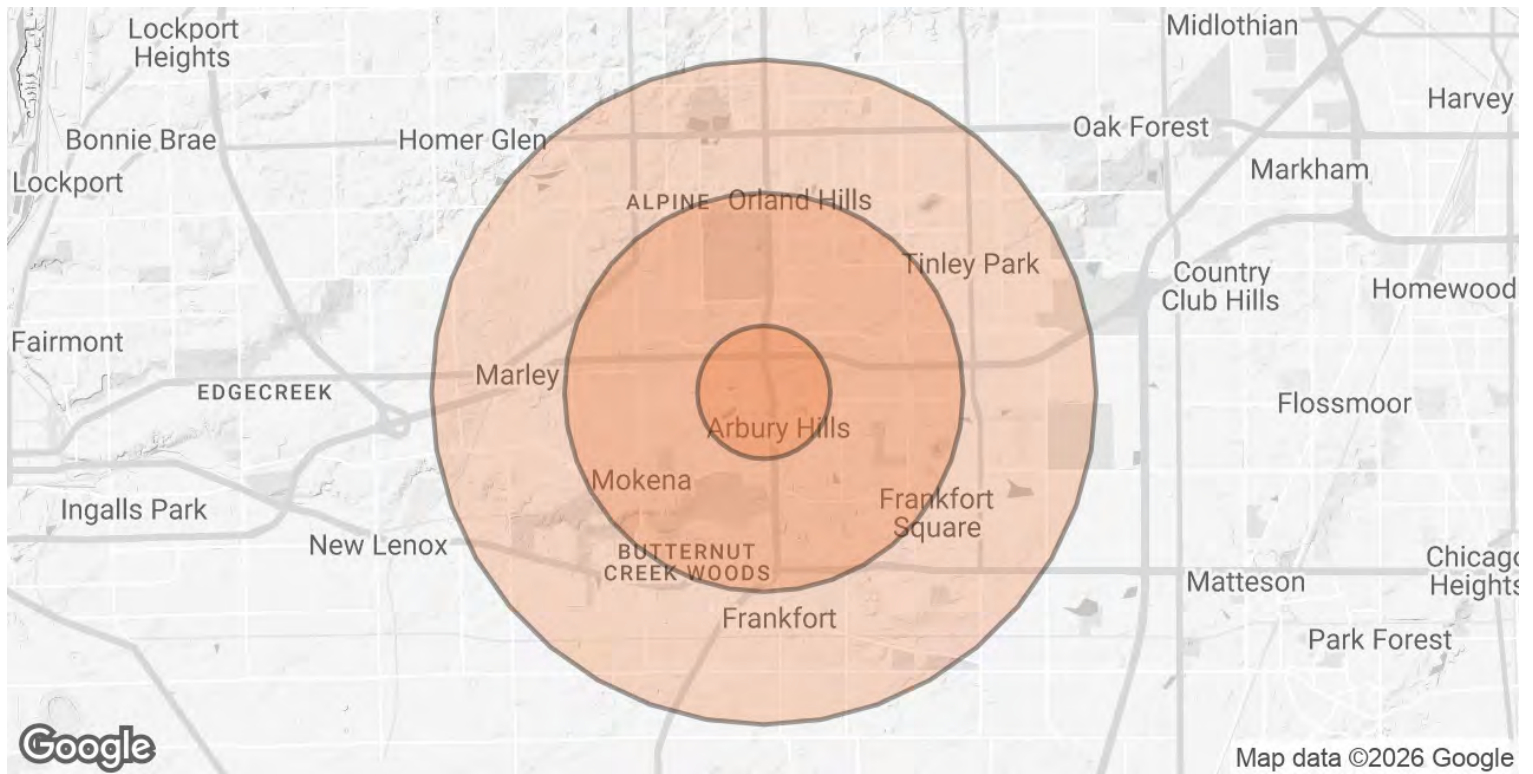 Lockport
Heights
Midlothian
Harvey
Bonnie Brae
Homer Glen
Oak Forest
Markham
Lockport
ALPINE
Orland Hills
Tinley Park
Country
Club Hills
Homewood
Fairmont
Marley
EDGECREEK
Flossmoor
Arbury Hills
Mokena
Frankfort
Square
Ingalls Park
New Lenox
BUTTERNUT
CREEK WOODS
Matteson
Chicago
Heights
Frankfort
Park Forest
Google
Map data ©2026 Google